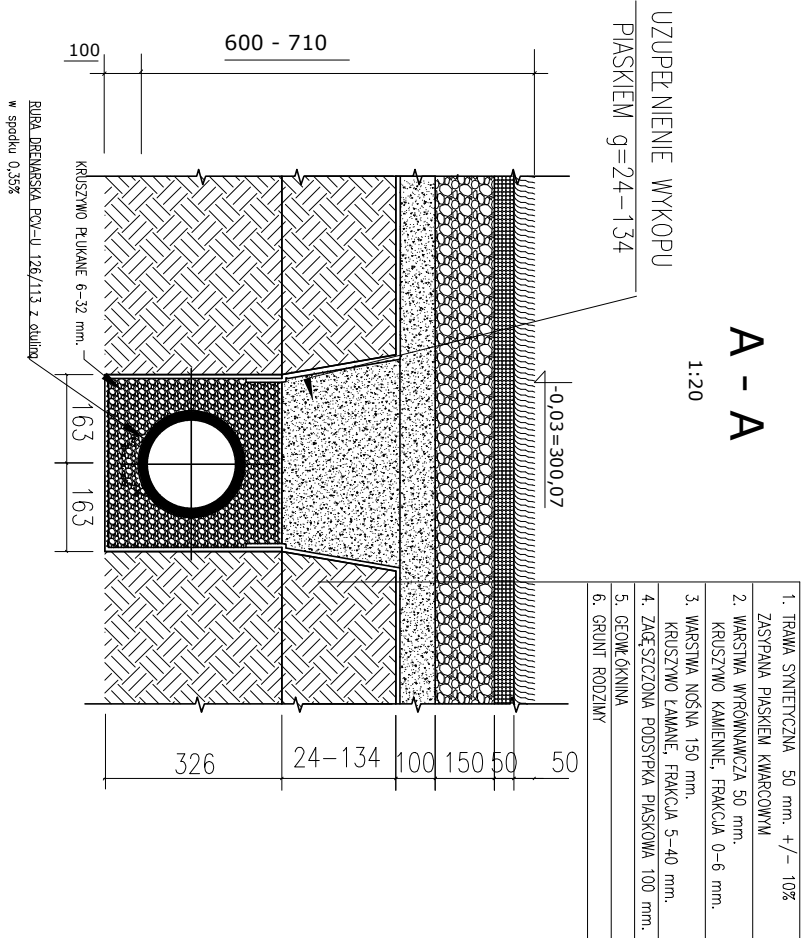 A - A
1:20
UZUPEŁNIENIE WYKOPU
PIASKIEM g=24-134
-0,03=300,07
1. TRAWA SYNTETYCZNA 50 mm. +/- 10%
ZASYPANA PIASKIEM KWARCOWYM
2. WARSTWA WYRÓWNAWCZA 50 mm.
KRUSZYWO KAMIENNE, FRAKCJA 0-6 mm.
3. WARSTWA NOŚNA 150 mm.
KRUSZYWO ŁAMANE, FRAKCJA 5-40 mm.
4. ZAGĘSZCZONA PODSYPKA PIASKOWA 100 mm.
5. GEOWŁÓKNINA
6. GRUNT RODZIMY
600 - 710
100
50
50
150
100
24-134
326
163
163
KRUSZYWO PŁUKANE 6-32 mm.
RURA DRENARSKA PCV-U 126/113 z otuliną
w spadku 0,35%